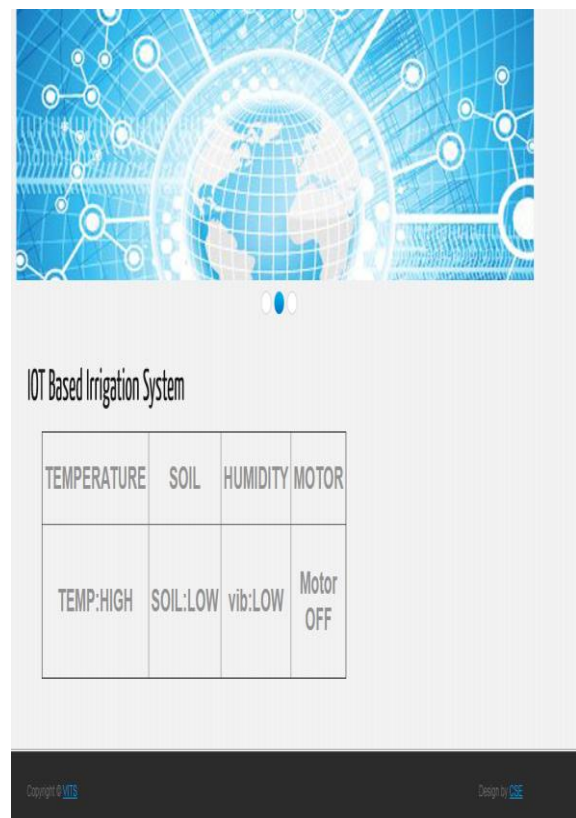 IOT Based Irrigation System
TEMPERATURE SOIL HUMIDITY MOTOR
TEMP:HIGH SOIL:LOW vib:LOW Motor OFF
Copyright © VITS Design by CSE